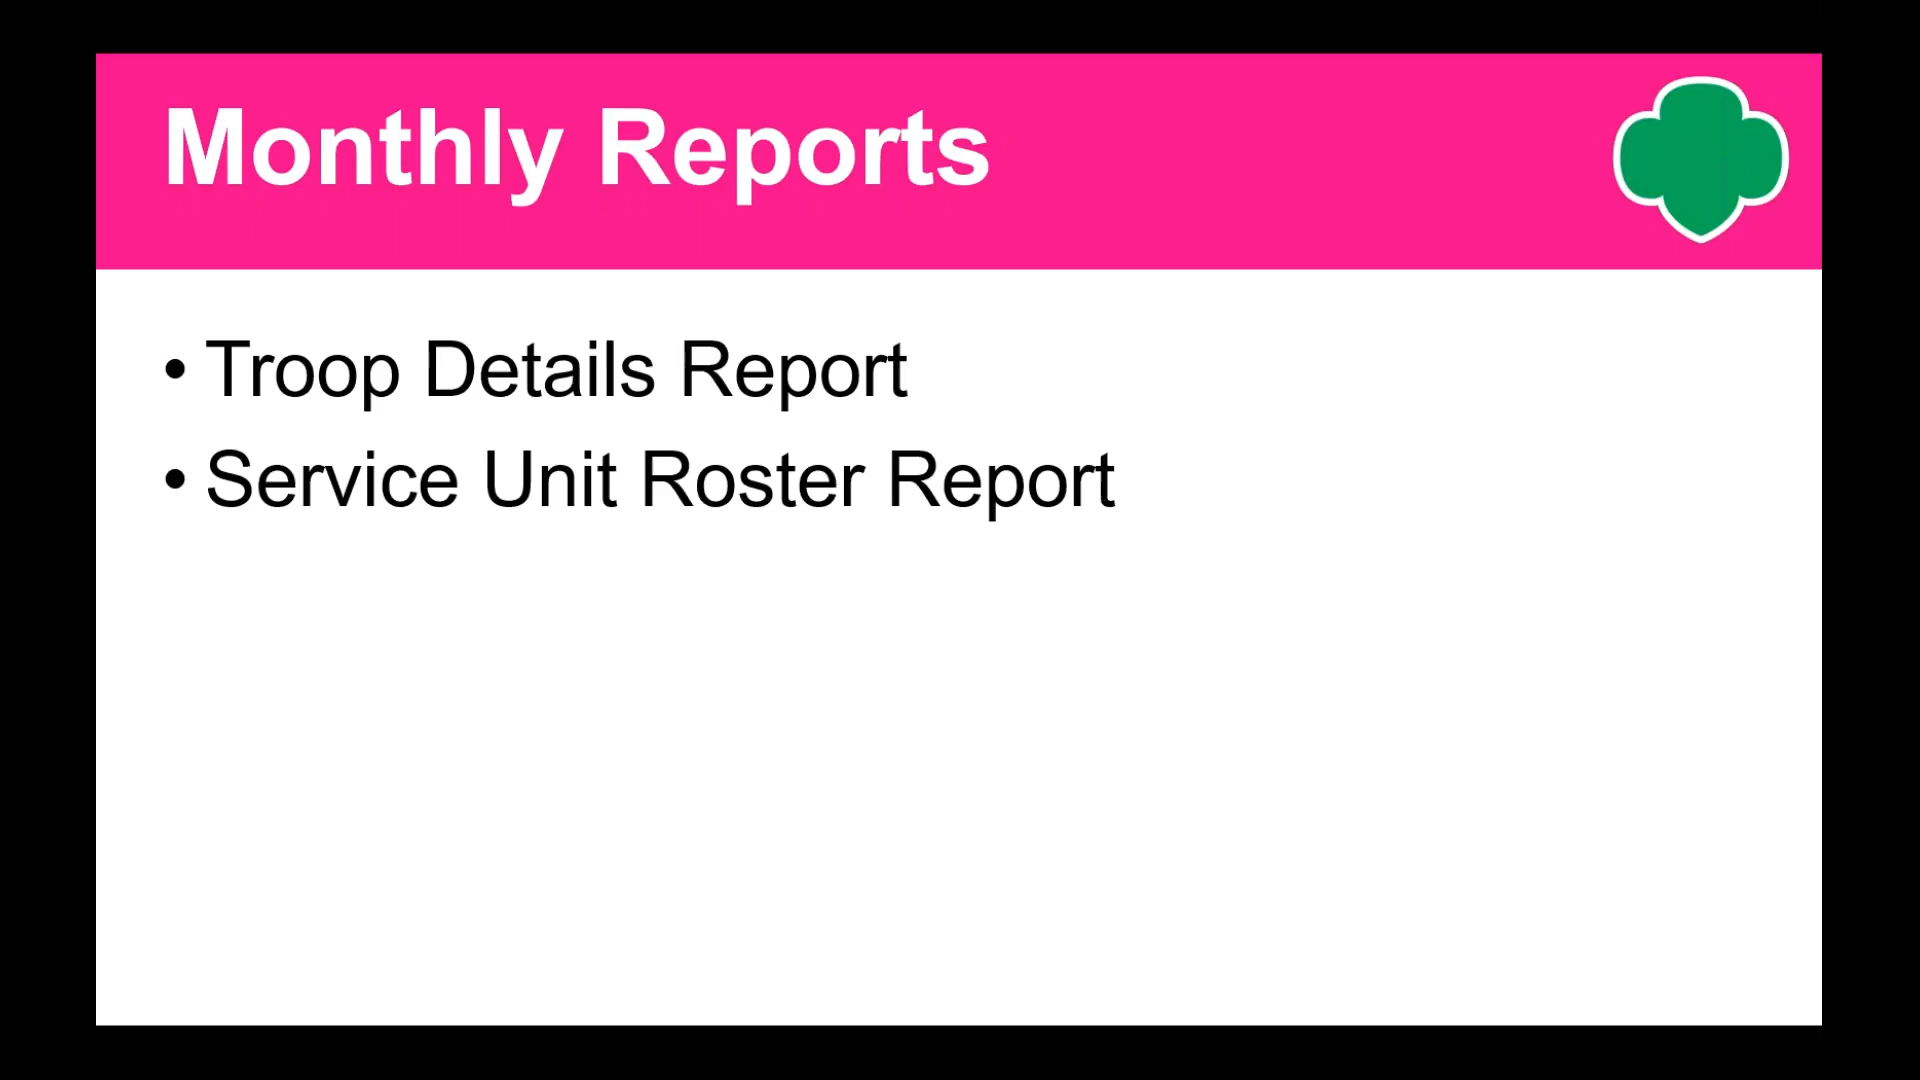 Monthly Reports
• Troop Details Report
• Service Unit Roster Report